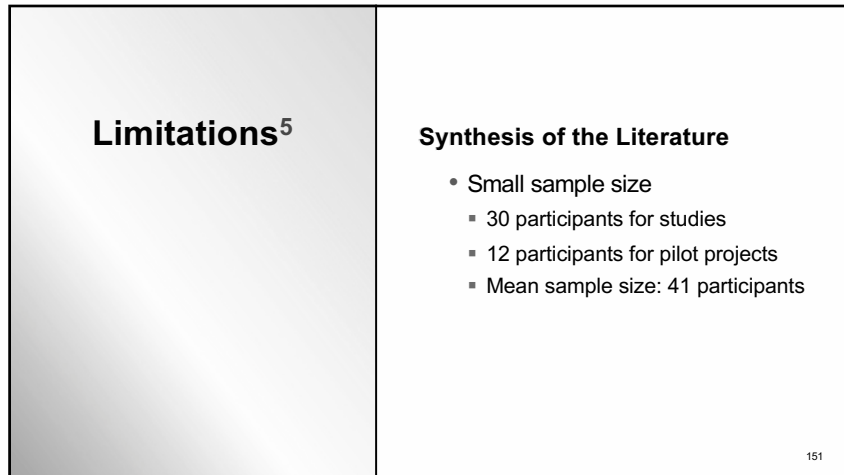 Limitations⁵
Synthesis of the Literature
• Small sample size
▪ 30 participants for studies
▪ 12 participants for pilot projects
▪ Mean sample size: 41 participants
151